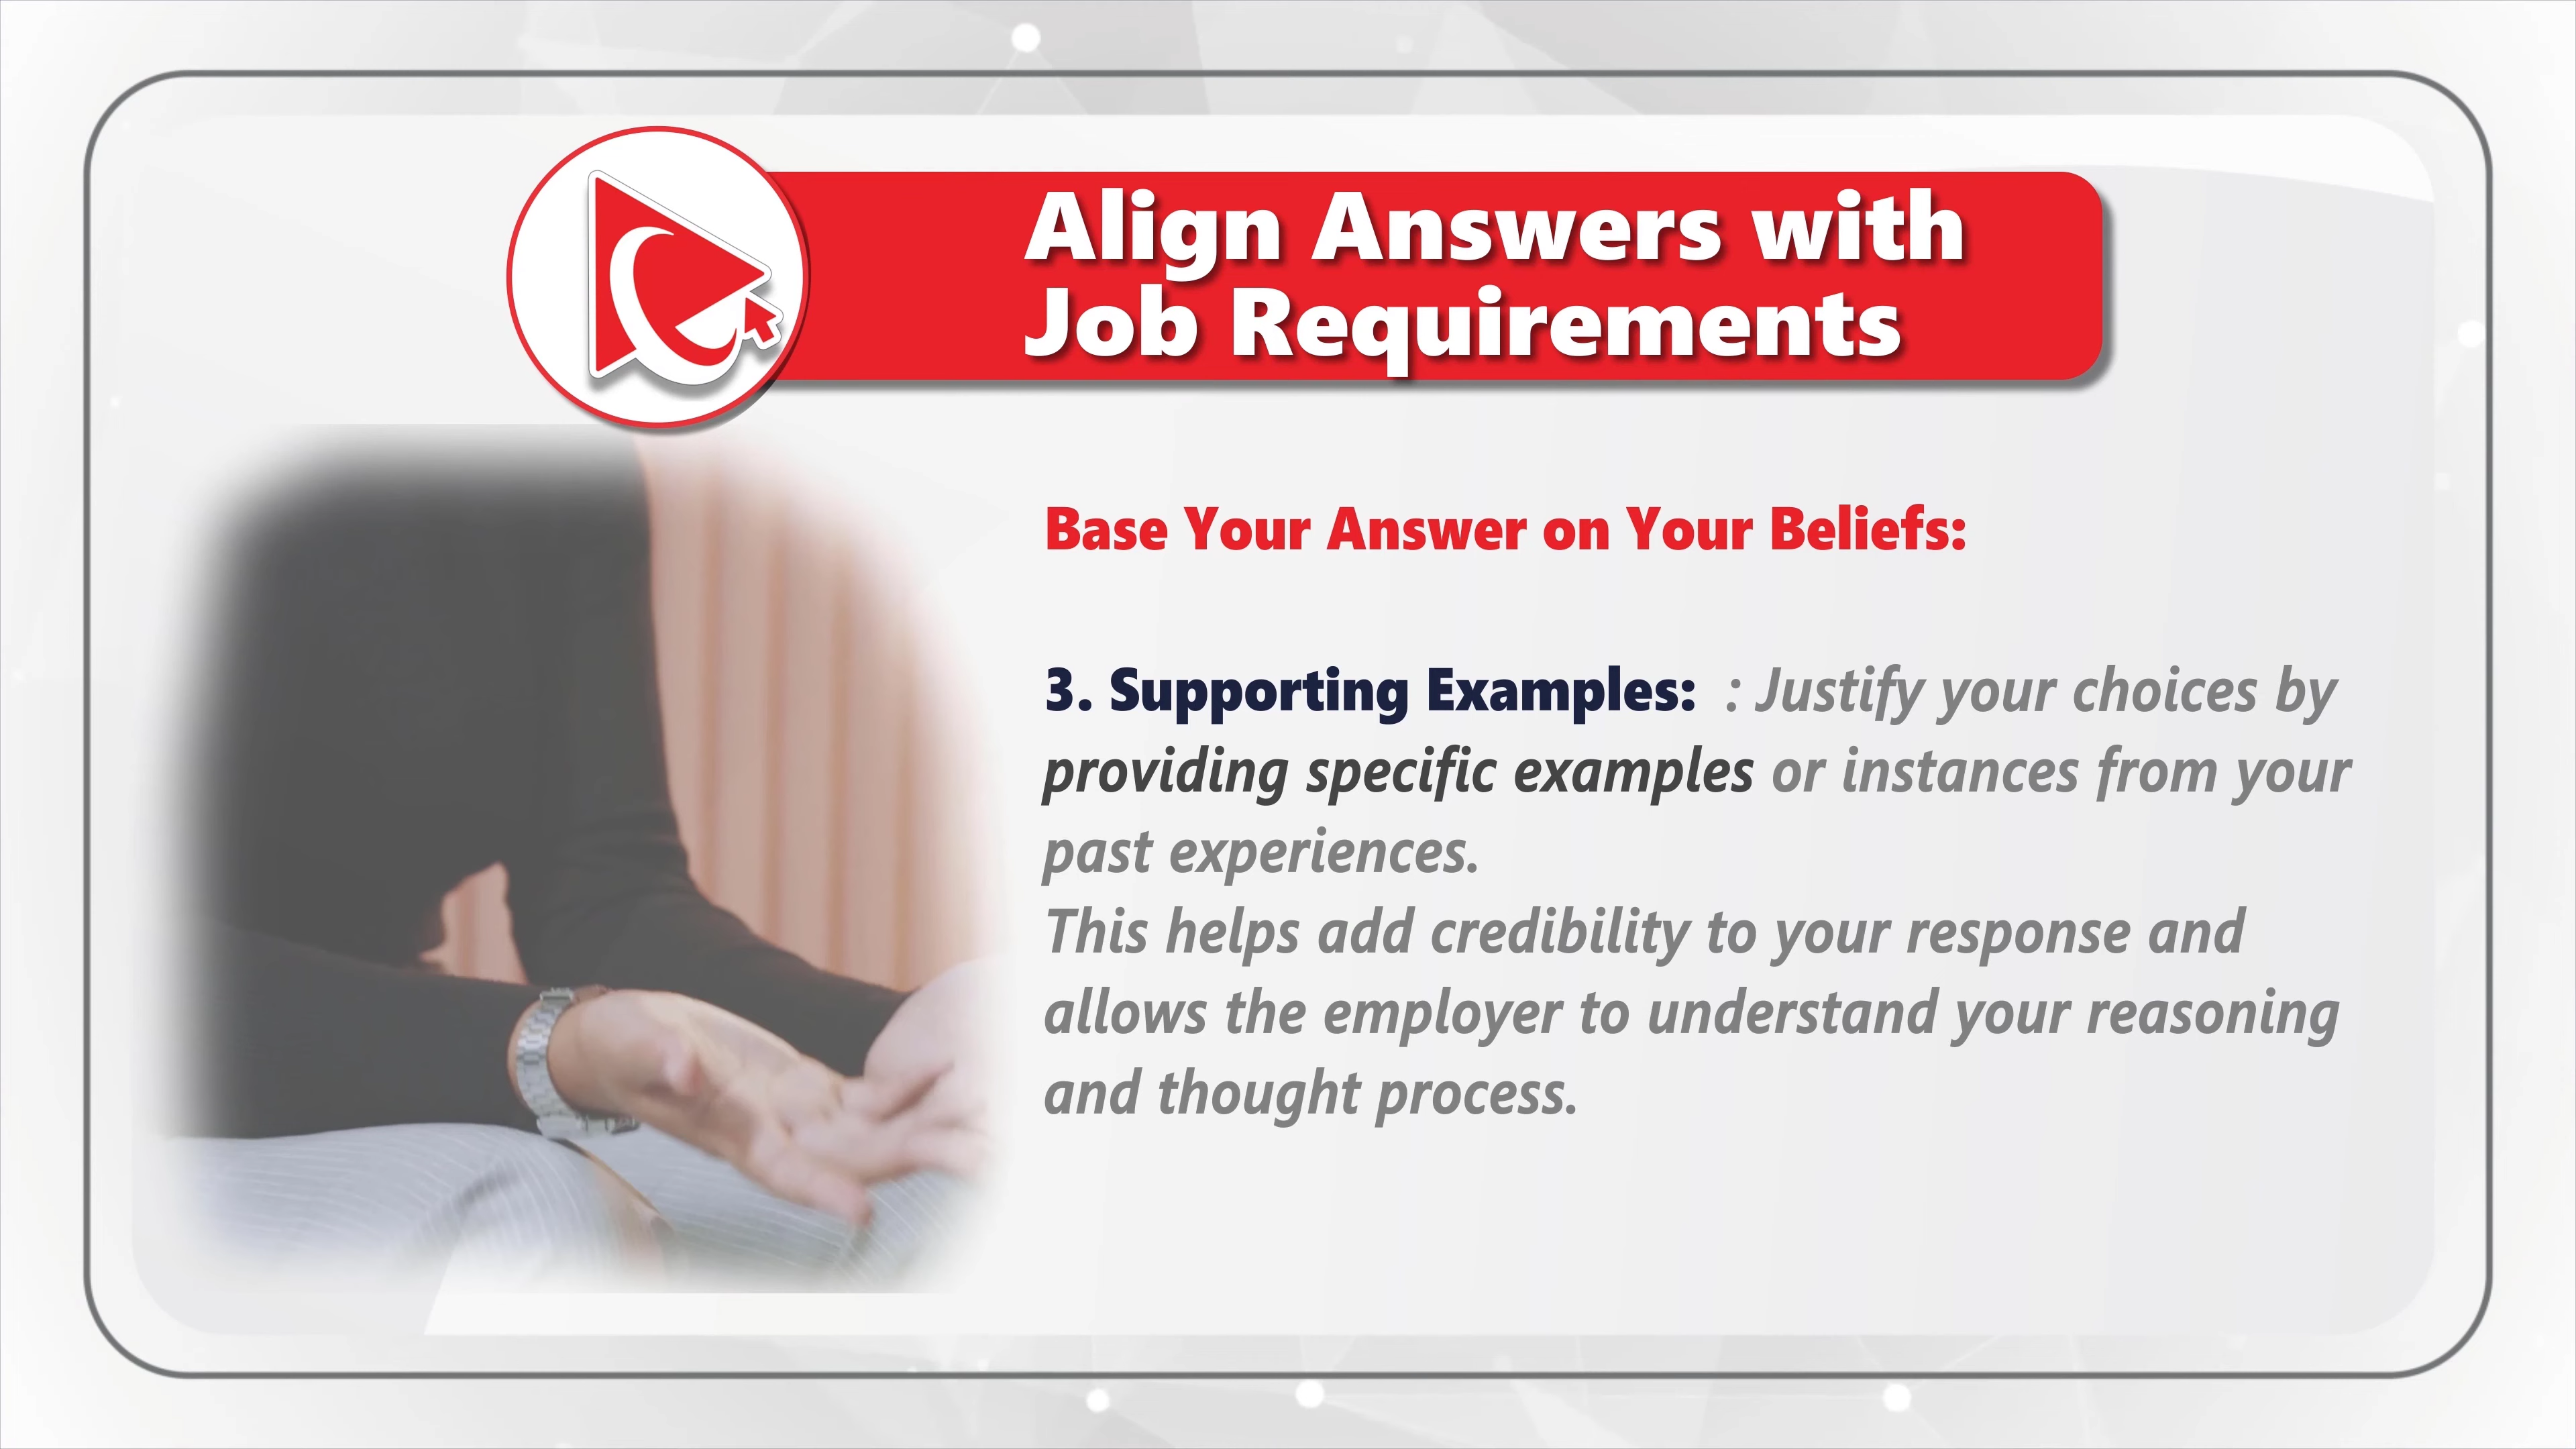 Align Answers with
Job Requirements
Base Your Answer on Your Beliefs:
3. Supporting Examples:  : Justify your choices by
providing specific examples or instances from your
past experiences.
This helps add credibility to your response and
allows the employer to understand your reasoning
and thought process.